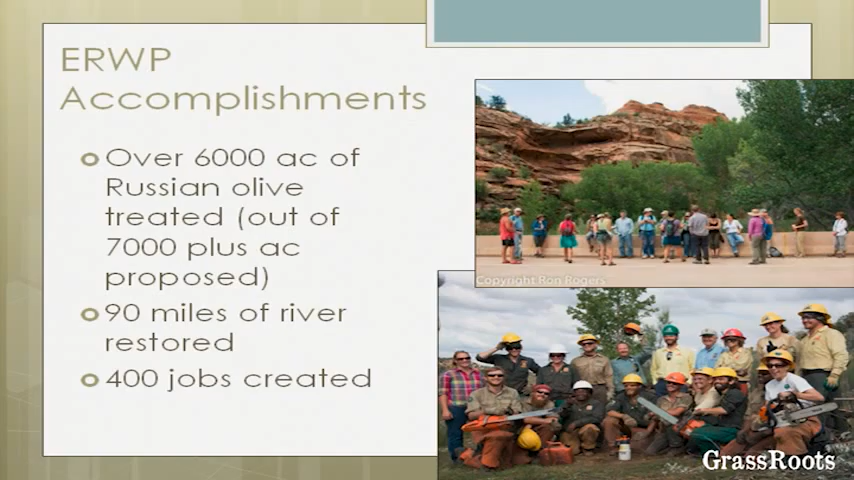 ERWP
Accomplishments
Over 6000 ac of
Russian olive
treated (out of
7000 plus ac
proposed)
90 miles of river
restored
400 jobs created
Copyright Ron Rogers
GrassRoots